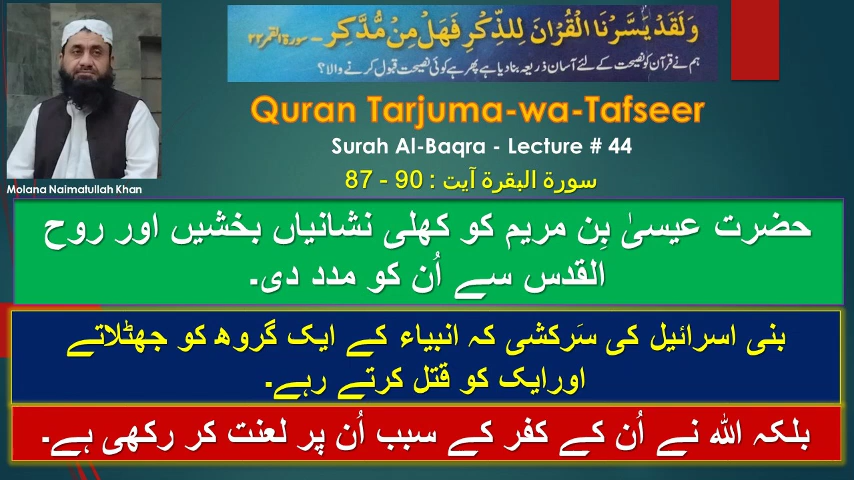 وَلَقَدْ يَسَّرْنَا الْقُرْاٰنَ لِلذِّكْرِ فَهَلْ مِنْ مُّدَّكِرٍ - سورۃ القمر ۲۲
ہم نے قرآن کو نصیحت کے لئے آسان ذریعہ بنا دیا ہے پھر ہے کوئی نصیحت قبول کرنے والا؟
Quran Tarjuma-wa-Tafseer
Surah Al-Baqra - Lecture # 44
سورۃ البقرۃ آیت : 90 - 87
Molana Naimatullah Khan
حضرت عیسیٰ بِن مریم کو کھلی نشانیاں بخشیں اور روح
القدس سے اُن کو مدد دی۔
بنی اسرائیل کی سَرکشی کہ انبیاء کے ایک گروھ کو جھٹلاتے
اورایک کو قتل کرتے رہے۔
بلکہ اللہ نے اُن کے کفر کے سبب اُن پر لعنت کر رکھی ہے۔